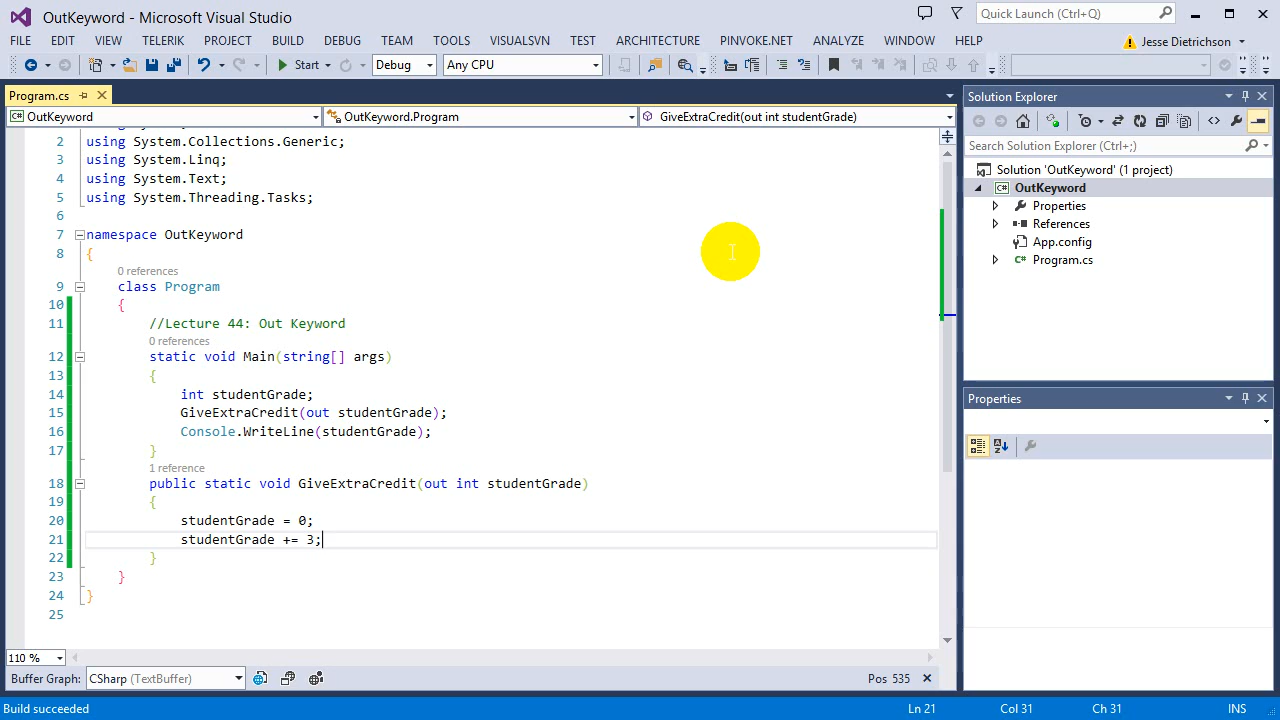 OutKeyword - Microsoft Visual Studio
Quick Launch (Ctrl+Q)
FILE EDIT VIEW TELERIK PROJECT BUILD DEBUG TEAM TOOLS VISUALSVN TEST ARCHITECTURE PINVOKE.NET ANALYZE WINDOW HELP
Jesse Dietrichson
Start Debug Any CPU
Program.cs
OutKeyword OutKeyword.Program GiveExtraCredit(out int studentGrade)
2 using System.Collections.Generic;
3 using System.Linq;
4 using System.Text;
5 using System.Threading.Tasks;
6
7 namespace OutKeyword
8 {
0 references
9 class Program
10 {
11 //Lecture 44: Out Keyword
0 references
12 static void Main(string[] args)
13 {
14 int studentGrade;
15 GiveExtraCredit(out studentGrade);
16 Console.WriteLine(studentGrade);
17 }
1 reference
18 public static void GiveExtraCredit(out int studentGrade)
19 {
20 studentGrade = 0;
21 studentGrade += 3;
22 }
23 }
24 }
25
110 %
Buffer Graph: CSharp (TextBuffer) Pos 535
Solution Explorer
Search Solution Explorer (Ctrl+;)
Solution 'OutKeyword' (1 project)
OutKeyword
Properties
References
App.config
Program.cs
Properties
Build succeeded Ln 21 Col 31 Ch 31 INS